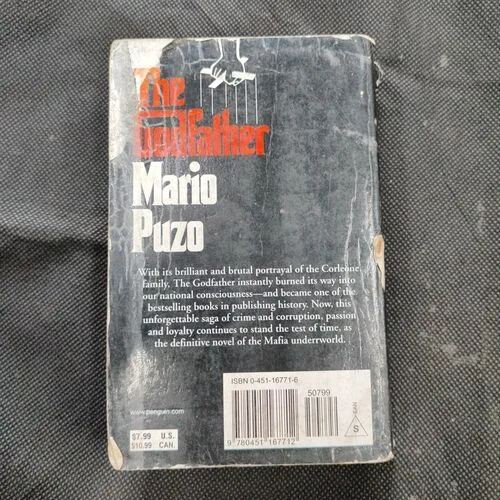 The
Godfather
Mario
Puzo
With its brilliant and brutal portrayal of the Corleone
family, The Godfather instantly burned its way into
our national consciousness—and became one of the
bestselling books in publishing history. Now, this
unforgettable saga of crime and corruption, passion
and loyalty continues to stand the test of time, as
the definitive novel of the Mafia underworld.
ISBN 0-451-16771-6
50799
9 780451 167712
EAN
S
www.penguin.com
$7.99 U.S.
$10.99 CAN.